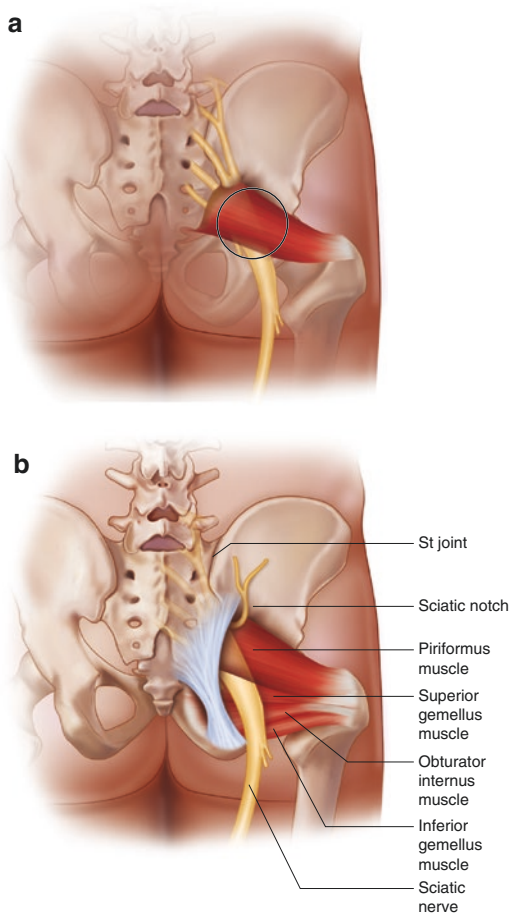 a
b
St joint
Sciatic notch
Piriformus
muscle
Superior
gemellus
muscle
Obturator
internus
muscle
Inferior
gemellus
muscle
Sciatic
nerve